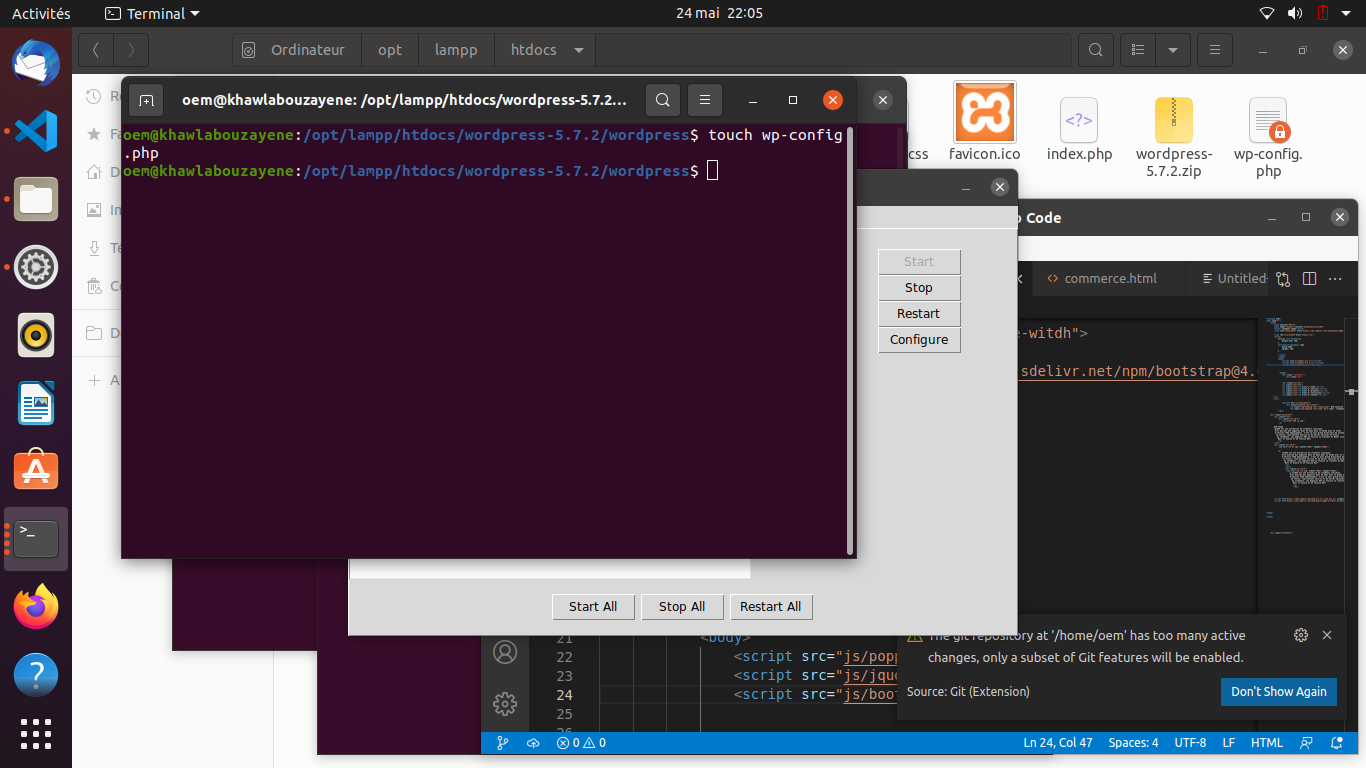 Activités
Terminal
24 mai 22:05
Ordinateur
opt
lampp
htdocs
oem@khawlabouzayene: /opt/lampp/htdocs/wordpress-5.7.2...
oem@khawlabouzayene:/opt/lampp/htdocs/wordpress-5.7.2/wordpress$ touch wp-config
.php
oem@khawlabouzayene:/opt/lampp/htdocs/wordpress-5.7.2/wordpress$
css
favicon.ico
<?>
index.php
wordpress-
5.7.2.zip
wp-config.
php
Code
Start
Stop
Restart
Configure
Start All
Stop All
Restart All
commerce.html
Untitled-
e-witdh">
sdelivr.net/npm/bootstrap@4.
21
<body>
22
<script src="js/popp
23
<script src="js/jque
24
<script src="js/boot
25
The git repository at '/home/oem' has too many active
changes, only a subset of Git features will be enabled.
Source: Git (Extension)
Don't Show Again
0
0
Ln 24, Col 47
Spaces: 4
UTF-8
LF
HTML